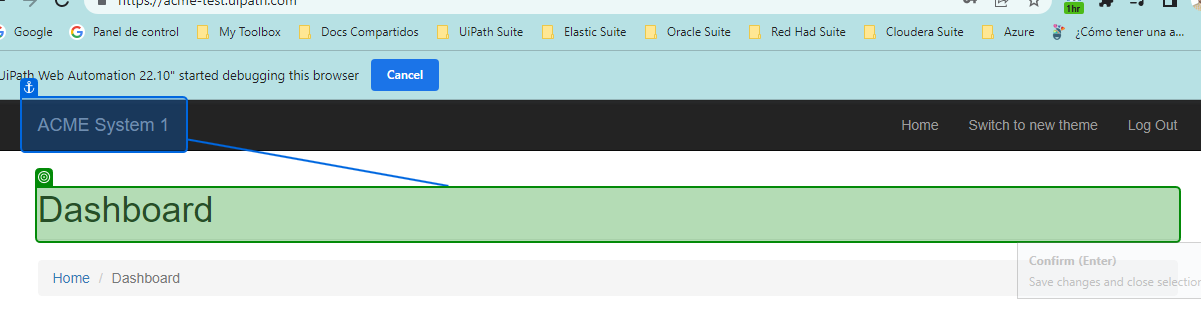 https://acme-test.uipath.com
1hr
Google Panel de control My Toolbox Docs Compartidos UiPath Suite Elastic Suite Oracle Suite Red Had Suite Cloudera Suite Azure ¿Cómo tener una a...
UiPath Web Automation 22.10" started debugging this browser Cancel
ACME System 1 Home Switch to new theme Log Out
Dashboard
Home / Dashboard
Confirm (Enter)
Save changes and close selection